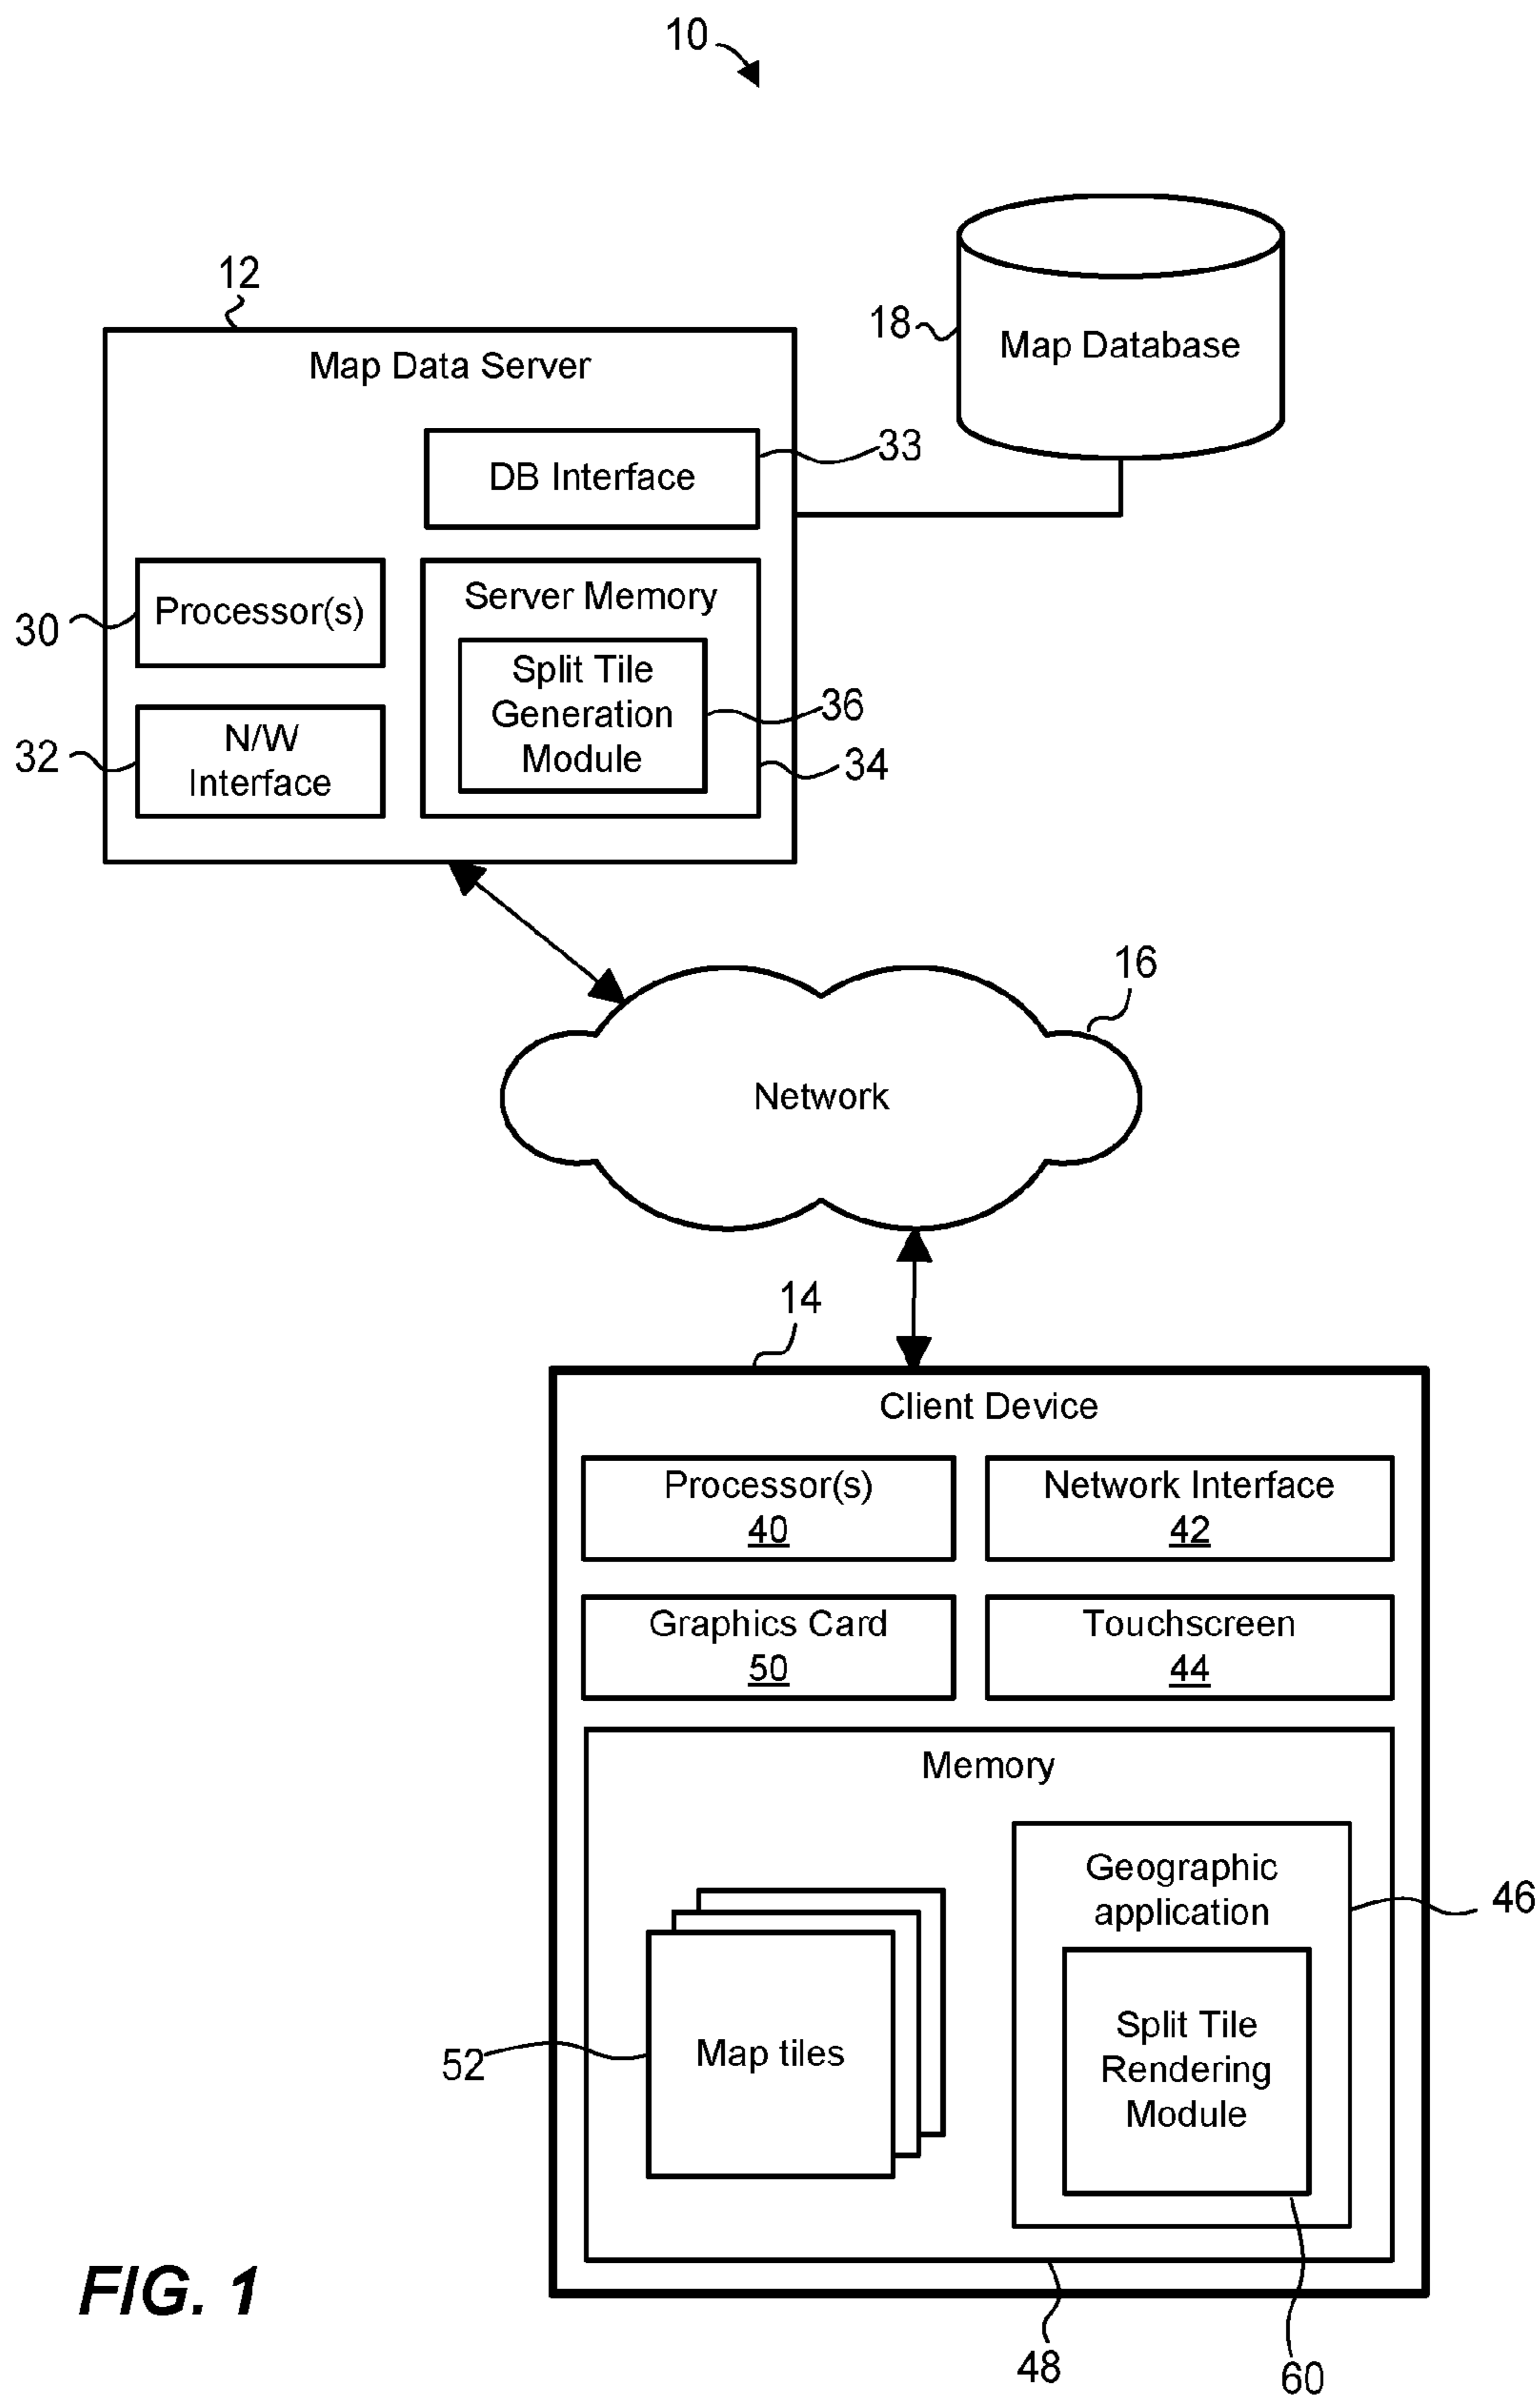 10
12
Map Data Server
18
Map Database
DB Interface
33
Processor(s)
30
Server Memory
Split Tile
Generation
Module
36
34
N/W
Interface
32
16
Network
14
Client Device
Processor(s)
40
Network Interface
42
Graphics Card
50
Touchscreen
44
Memory
Geographic
application
46
Map tiles
52
Split Tile
Rendering
Module
48
60
FIG. 1